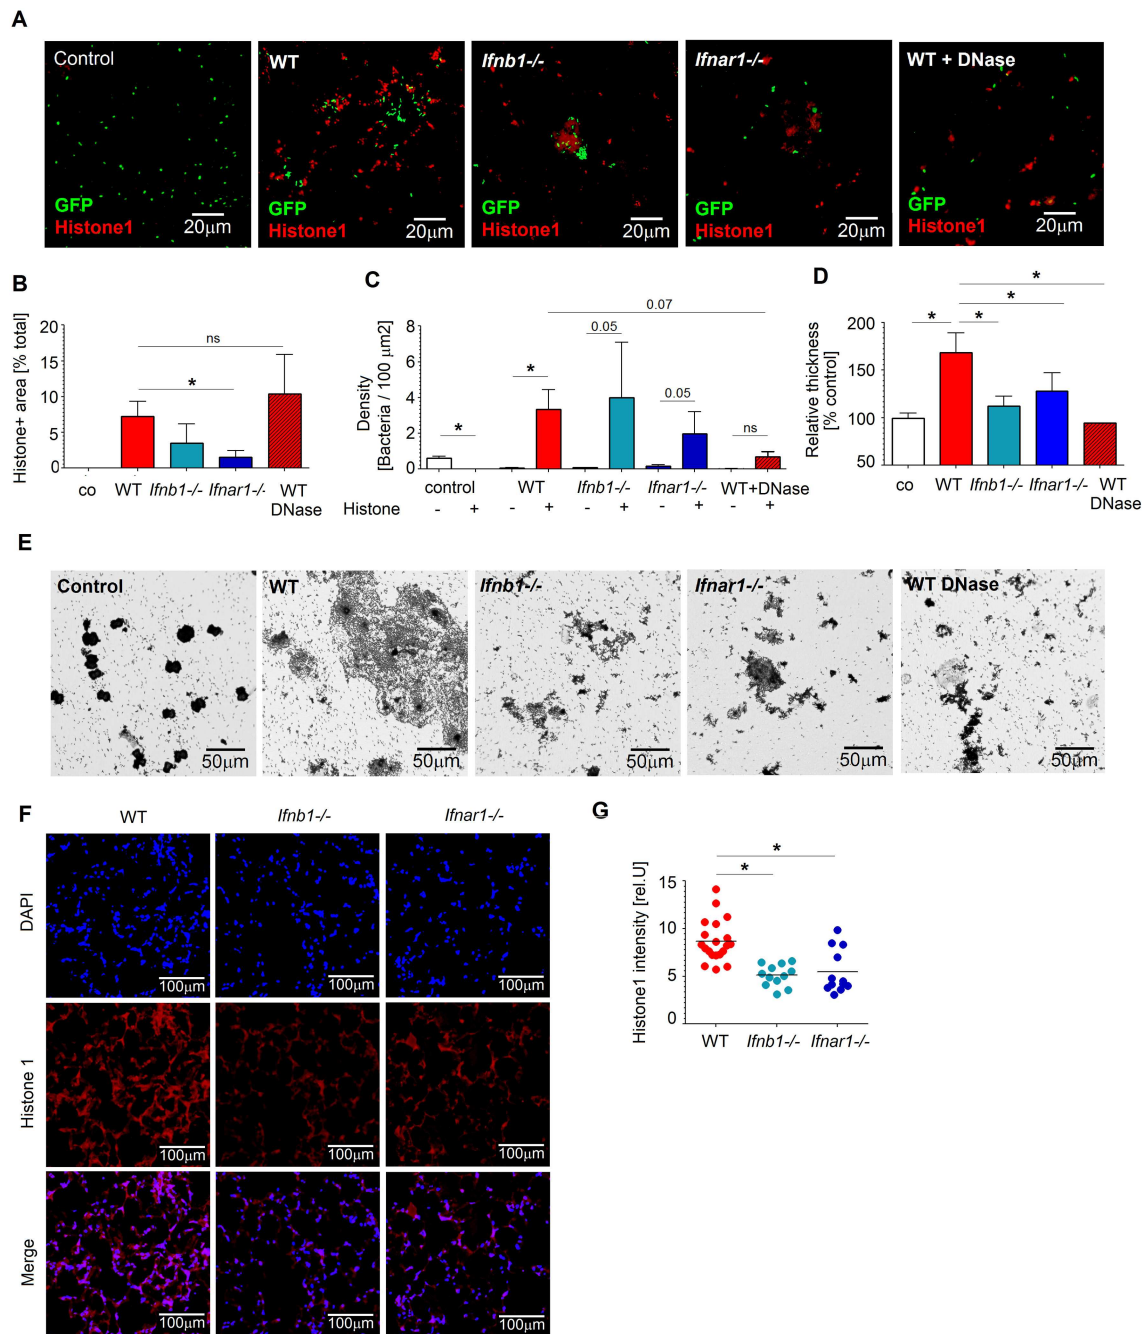 A
Control
WT
Ifnb1-/-
Ifnar1-/-
WT + DNase
GFP
Histone1
20µm
GFP
Histone1
20µm
GFP
Histone1
20µm
GFP
Histone1
20µm
GFP
Histone1
20µm
B
Histone+ area [% total]
20
15
10
5
0
ns
*
co
WT
Ifnb1-/-
Ifnar1-/-
WT
DNase
C
Density
[Bacteria / 100 µm2]
8
6
4
2
0
0.07
0.05
*
0.05
*
ns
control
WT
Ifnb1-/-
Ifnar1-/-
WT+DNase
Histone
- + - + - + - + - +
D
Relative thickness
[% control]
200
150
100
50
*
*
* *
co
WT
Ifnb1-/-
Ifnar1-/-
WT
DNase
E
Control
WT
Ifnb1-/-
Ifnar1-/-
WT DNase
50µm
50µm
50µm
50µm
50µm
F
WT
Ifnb1-/-
Ifnar1-/-
DAPI
100µm
100µm
100µm
Histone 1
100µm
100µm
100µm
Merge
100µm
100µm
100µm
G
Histone1 intensity [rel.U]
15
10
5
0
*
*
WT
Ifnb1-/-
Ifnar1-/-